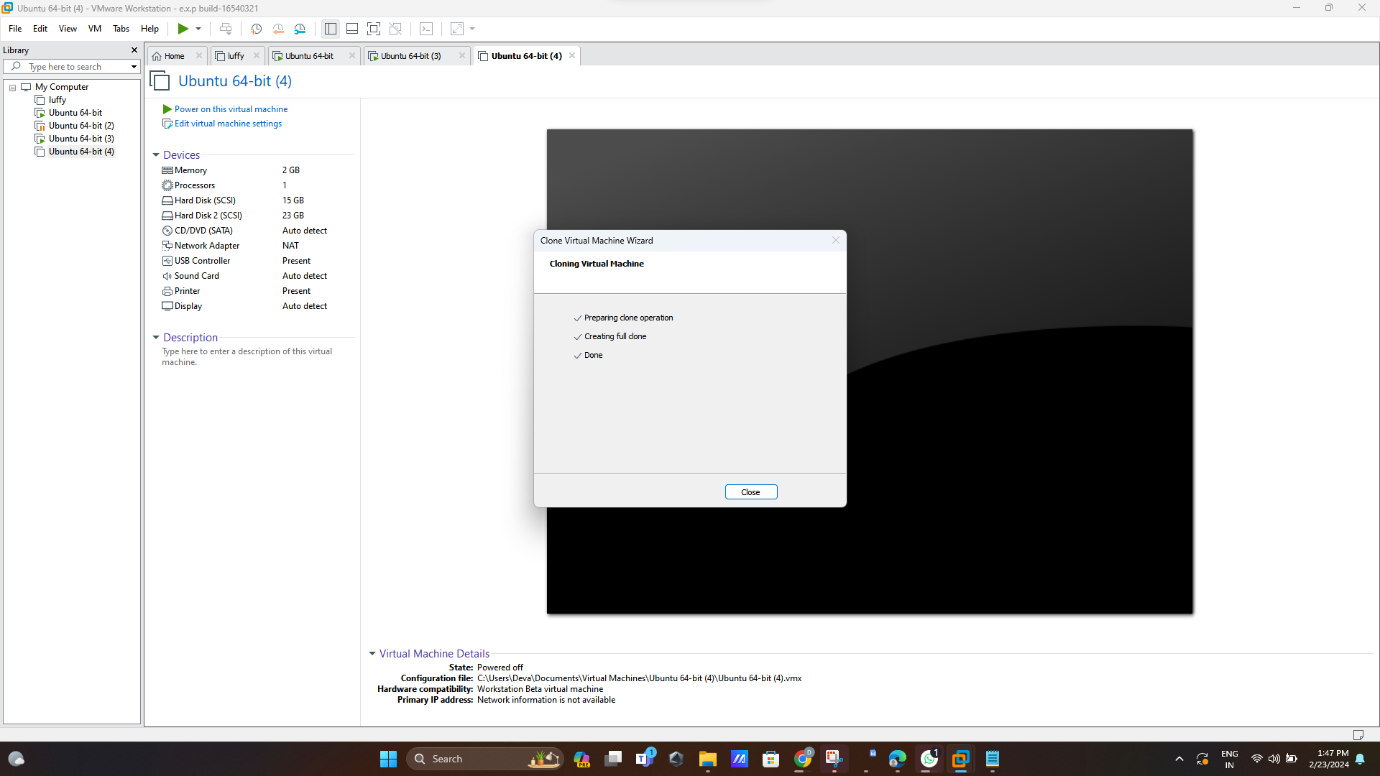 Ubuntu 64-bit (4) - VMware Workstation - e.x.p build-16540321
File Edit View VM Tabs Help
Library
Type here to search
My Computer
luffy
Ubuntu 64-bit
Ubuntu 64-bit (2)
Ubuntu 64-bit (3)
Ubuntu 64-bit (4)
Home luffy Ubuntu 64-bit Ubuntu 64-bit (3) Ubuntu 64-bit (4)
Ubuntu 64-bit (4)
Power on this virtual machine
Edit virtual machine settings
Devices
Memory 2 GB
Processors 1
Hard Disk (SCSI) 15 GB
Hard Disk 2 (SCSI) 23 GB
CD/DVD (SATA) Auto detect
Network Adapter NAT
USB Controller Present
Sound Card Auto detect
Printer Present
Display Auto detect
Description
Type here to enter a description of this virtual
machine.
Clone Virtual Machine Wizard
Cloning Virtual Machine
Preparing clone operation
Creating full clone
Done
Close
Virtual Machine Details
State: Powered off
Configuration file: C:\Users\Deva\Documents\Virtual Machines\Ubuntu 64-bit (4)\Ubuntu 64-bit (4).vmx
Hardware compatibility: Workstation Beta virtual machine
Primary IP address: Network information is not available
Search
PRE
1
D
1
ENG
IN
1:47 PM
2/23/2024